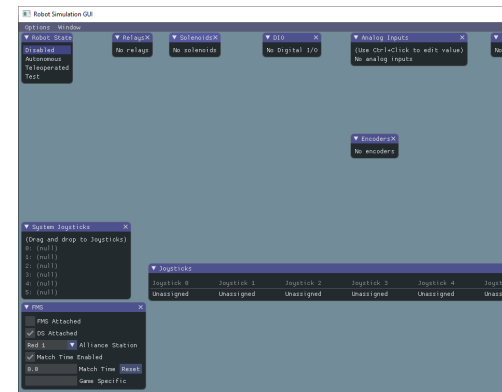 Robot Simulation GUI
Options Window
Robot State
Disabled
Autonomous
Teleoperated
Test
Relays
No relays
Solenoids
No solenoids
DIO
No Digital I/O
Analog Inputs
(Use Ctrl+Click to edit value)
No analog inputs
No
Encoders
No encoders
System Joysticks
(Drag and drop to Joysticks)
0: (null)
1: (null)
2: (null)
3: (null)
4: (null)
5: (null)
Joysticks
Joystick 0 Joystick 1 Joystick 2 Joystick 3 Joystick 4 Joyst
Unassigned Unassigned Unassigned Unassigned Unassigned Unass
FMS
FMS Attached
DS Attached
Red 1 Alliance Station
Match Time Enabled
0.0 Match Time Reset
Game Specific